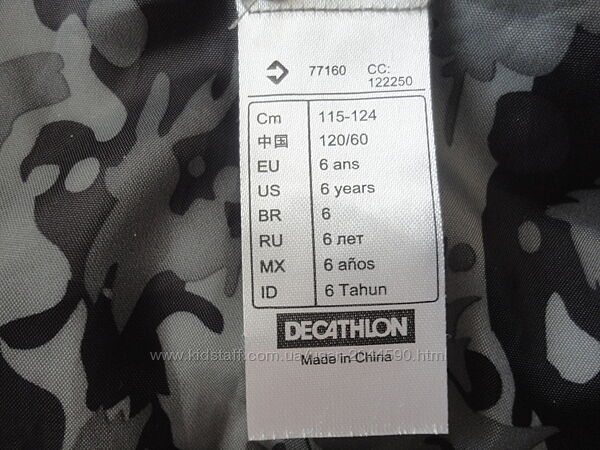 77160 CC:
122250
Cm 115-124
中国 120/60
EU 6 ans
US 6 years
BR 6
RU 6 лет
MX 6 años
ID 6 Tahun
DECATHLON
Made in China